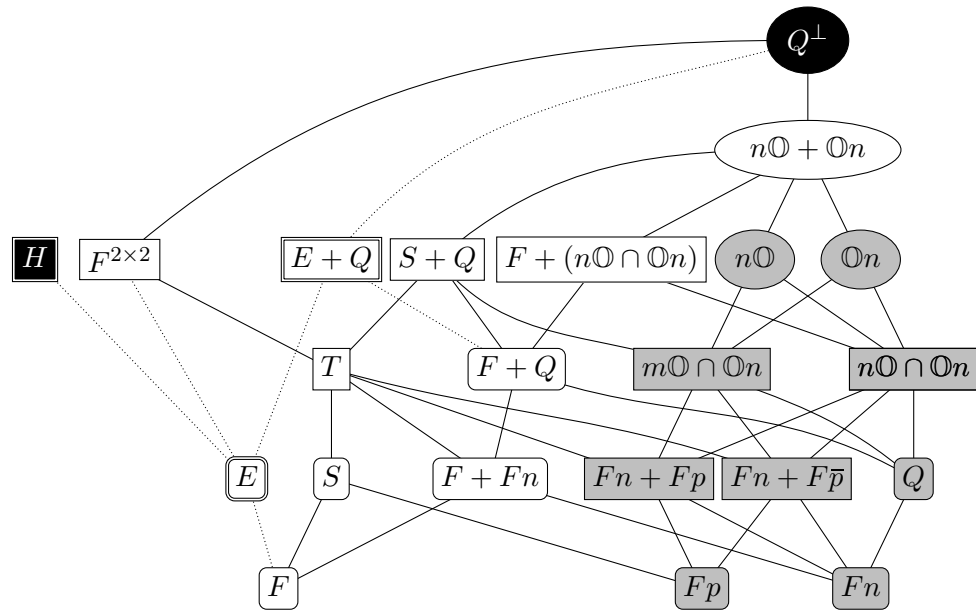 Q^⊥
n𝕆 + 𝕆n
H F^{2×2} E + Q S + Q F + (n𝕆 ∩ 𝕆n) n𝕆 𝕆n
T F + Q m𝕆 ∩ 𝕆n n𝕆 ∩ 𝕆n
E S F + Fn Fn + Fp Fn + Fp̄ Q
F Fp Fn